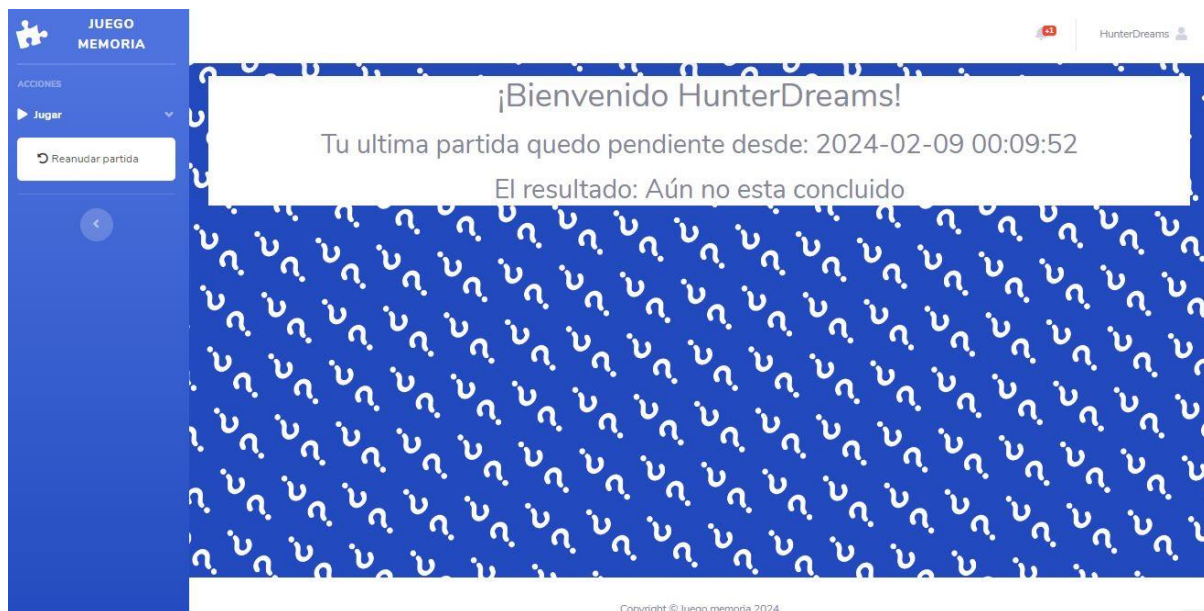 JUEGO
MEMORIA
+1
HunterDreams
ACCIONES
Jugar
Reanudar partida
¡Bienvenido HunterDreams!
Tu ultima partida quedo pendiente desde: 2024-02-09 00:09:52
El resultado: Aún no esta concluido
Copyright © Juego memoria 2024